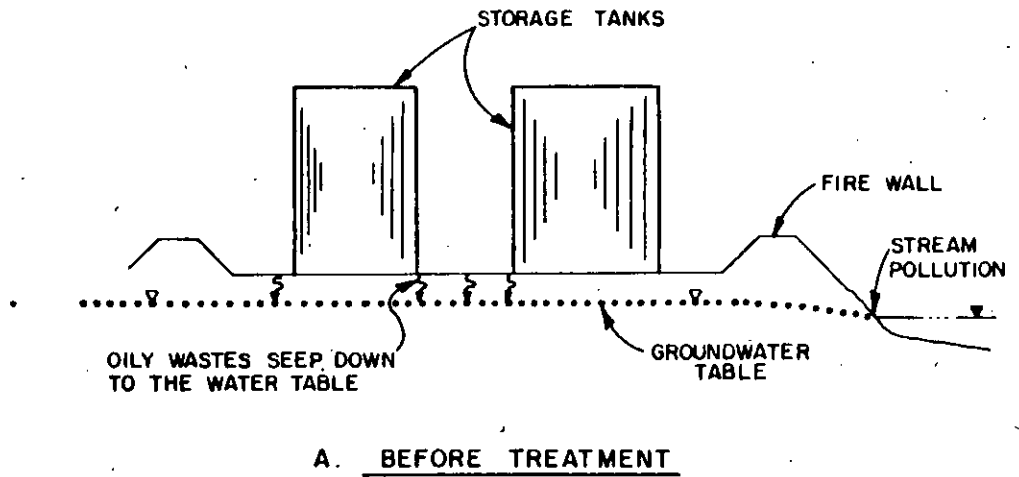 STORAGE TANKS
FIRE WALL
STREAM
POLLUTION
OILY WASTES SEEP DOWN
TO THE WATER TABLE
GROUNDWATER
TABLE
A. BEFORE TREATMENT